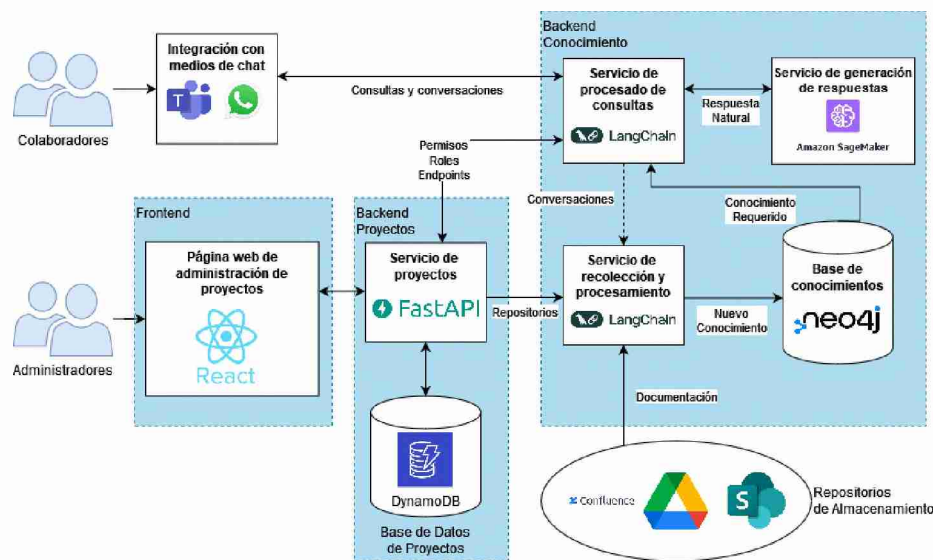 Integración con
medios de chat
Colaboradores
Consultas y conversaciones
Backend
Conocimiento
Servicio de
procesado de
consultas
LangChain
Respuesta
Natural
Servicio de generación
de respuestas
Amazon SageMaker
Permisos
Roles
Endpoints
Conversaciones
Conocimiento
Requerido
Frontend
Página web de
administración de
proyectos
React
Administradores
Backend
Proyectos
Servicio de
proyectos
FastAPI
Repositorios
Servicio de
recolección y
procesamiento
LangChain
Nuevo
Conocimiento
Base de
conocimientos
neo4j
DynamoDB
Base de Datos
de Proyectos
Documentación
Confluence
S
Repositorios
de Almacenamiento